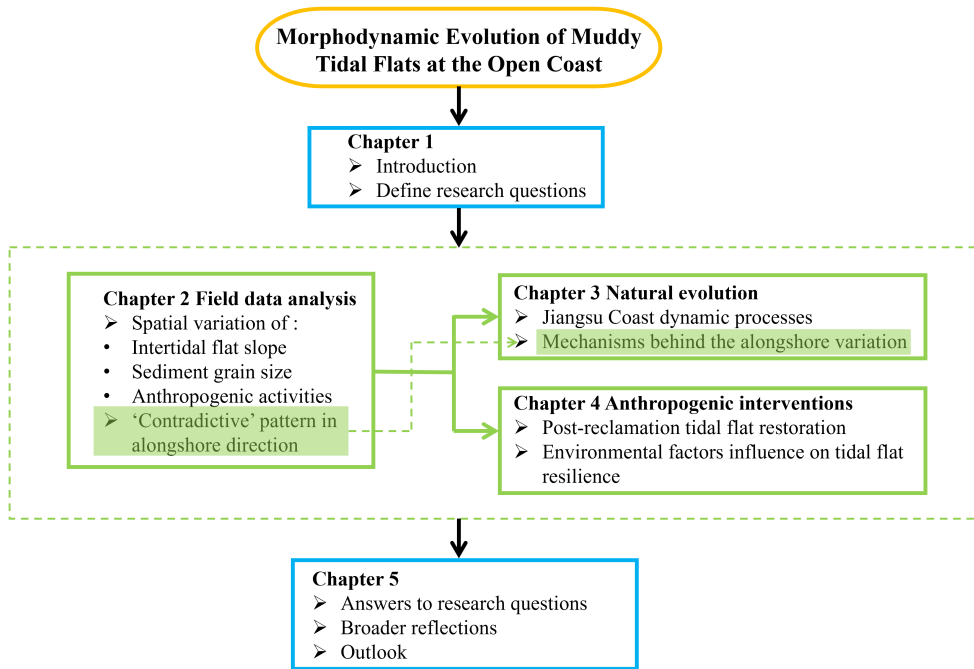 Morphodynamic Evolution of Muddy
Tidal Flats at the Open Coast
Chapter 1
➢ Introduction
➢ Define research questions
Chapter 2 Field data analysis
➢ Spatial variation of :
• Intertidal flat slope
• Sediment grain size
• Anthropogenic activities
➢ ‘Contradictive’ pattern in
alongshore direction
Chapter 3 Natural evolution
➢ Jiangsu Coast dynamic processes
➢ Mechanisms behind the alongshore variation
Chapter 4 Anthropogenic interventions
➢ Post-reclamation tidal flat restoration
➢ Environmental factors influence on tidal flat
resilience
Chapter 5
➢ Answers to research questions
➢ Broader reflections
➢ Outlook